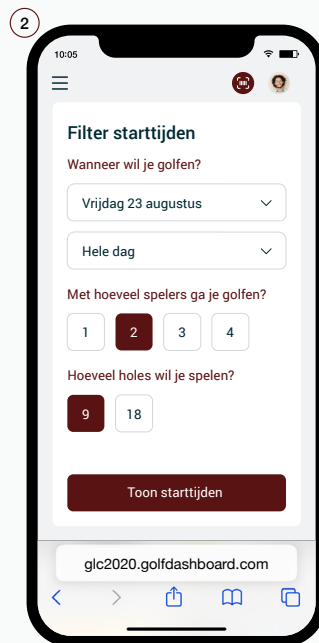 2
10:05
Filter starttijden
Wanneer wil je golfen?
Vrijdag 23 augustus
Hele dag
Met hoeveel spelers ga je golfen?
1 2 3 4
Hoeveel holes wil je spelen?
9 18
Toon starttijden
glc2020.golfdashboard.com